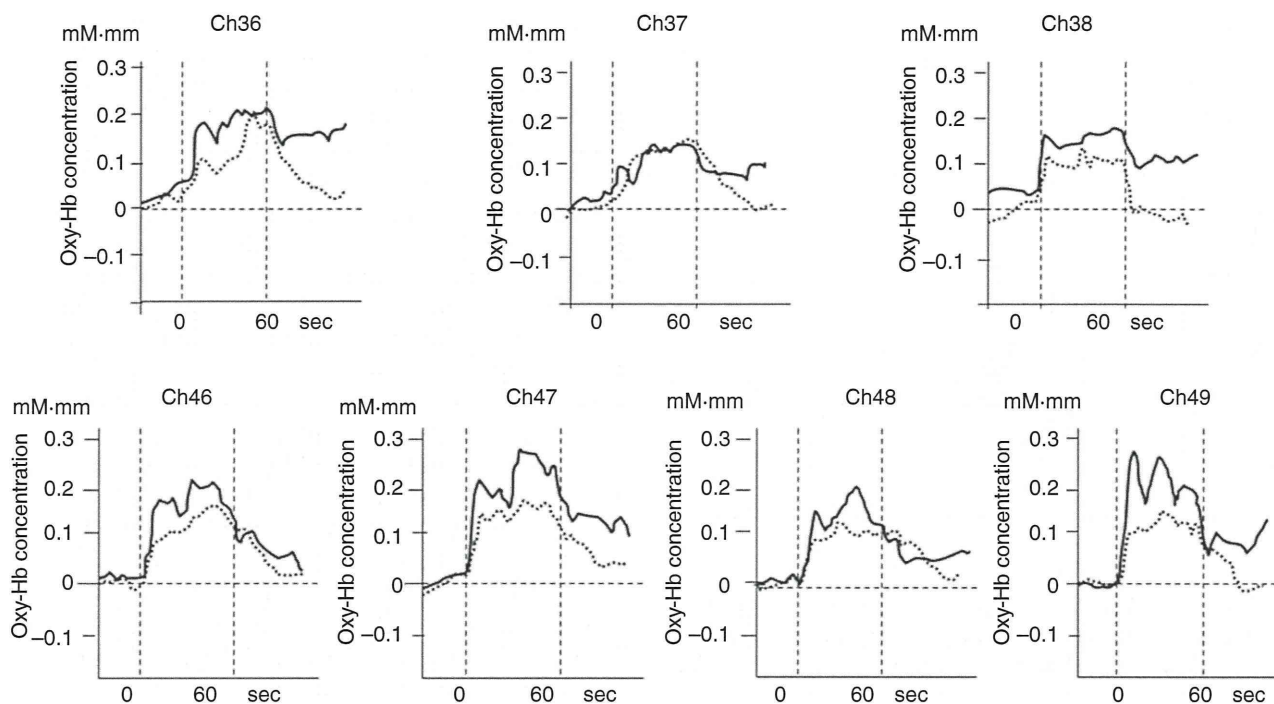 Ch36
mM·mm
0.3
0.2
0.1
0
–0.1
Oxy-Hb concentration
0 60 sec
Ch37
mM·mm
0.3
0.2
0.1
0
–0.1
Oxy-Hb concentration
0 60 sec
Ch38
mM·mm
0.3
0.2
0.1
0
–0.1
Oxy-Hb concentration
0 60 sec
Ch46
mM·mm
0.3
0.2
0.1
0
–0.1
Oxy-Hb concentration
0 60 sec
Ch47
mM·mm
0.3
0.2
0.1
0
–0.1
Oxy-Hb concentration
0 60 sec
Ch48
mM·mm
0.3
0.2
0.1
0
–0.1
Oxy-Hb concentration
0 60 sec
Ch49
mM·mm
0.3
0.2
0.1
0
–0.1
Oxy-Hb concentration
0 60 sec